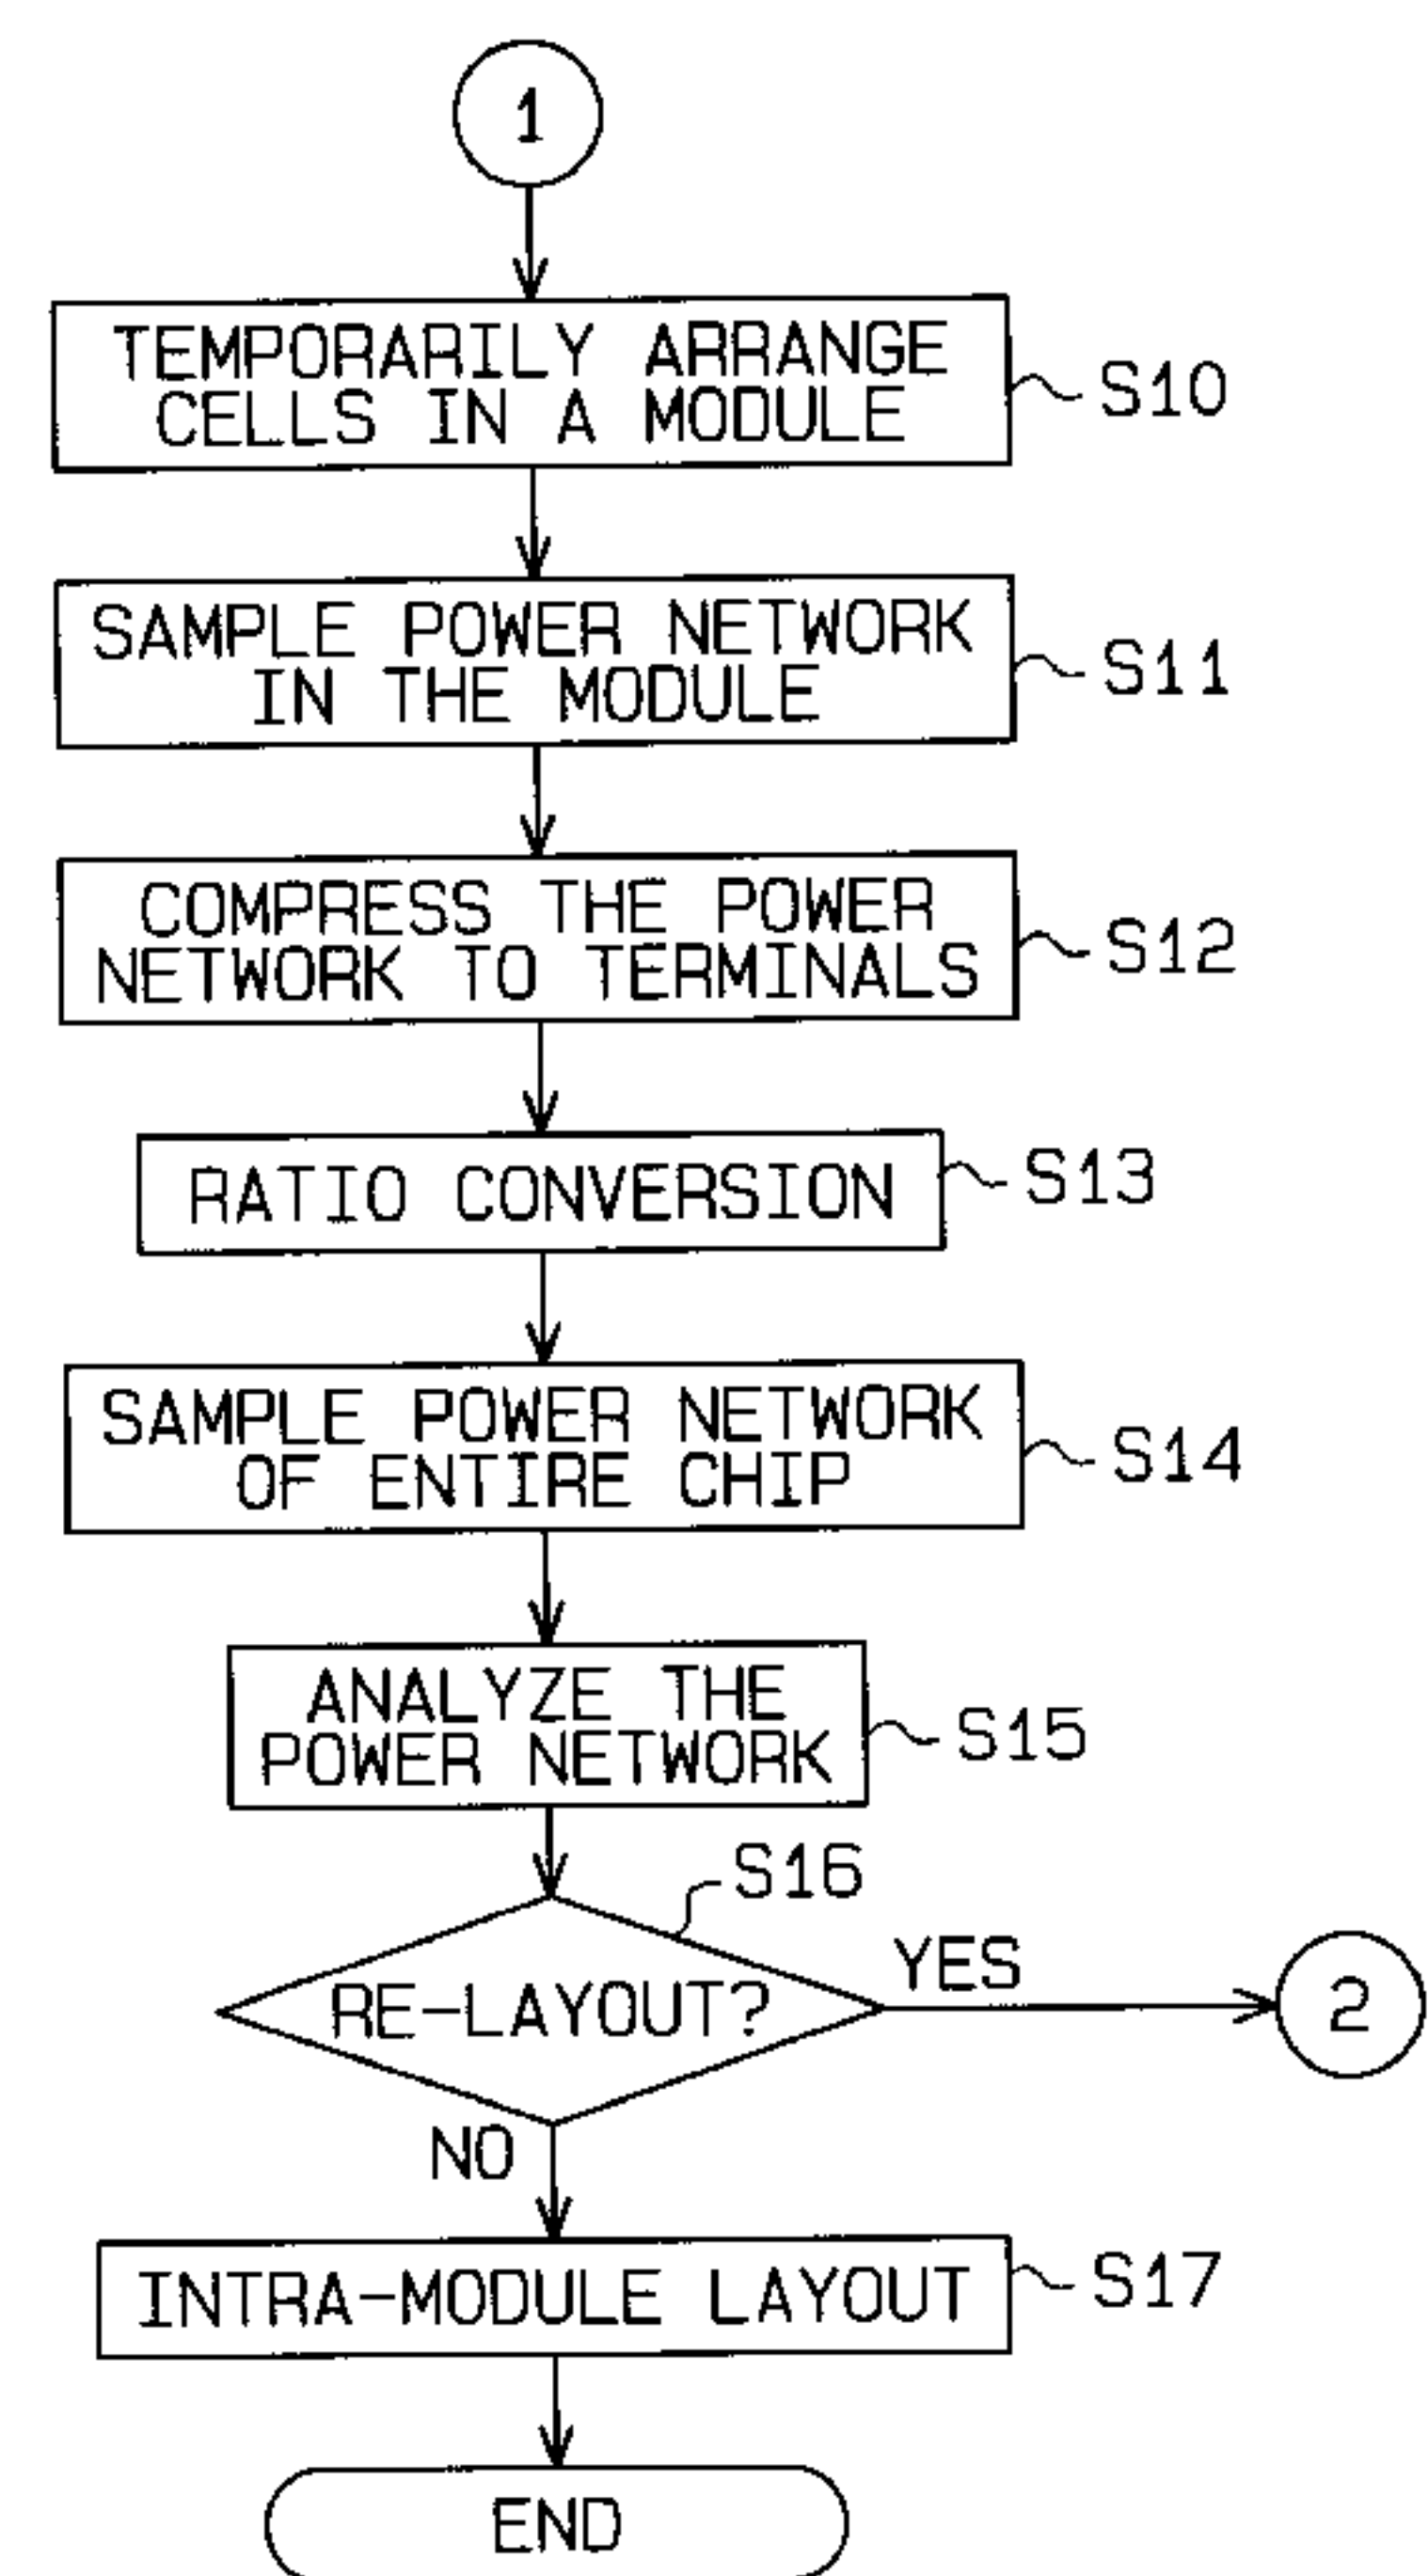 1
TEMPORARILY ARRANGE
CELLS IN A MODULE
S10
SAMPLE POWER NETWORK
IN THE MODULE
S11
COMPRESS THE POWER
NETWORK TO TERMINALS
S12
RATIO CONVERSION
S13
SAMPLE POWER NETWORK
OF ENTIRE CHIP
S14
ANALYZE THE
POWER NETWORK
S15
S16
RE-LAYOUT?
YES
2
NO
INTRA-MODULE LAYOUT
S17
END